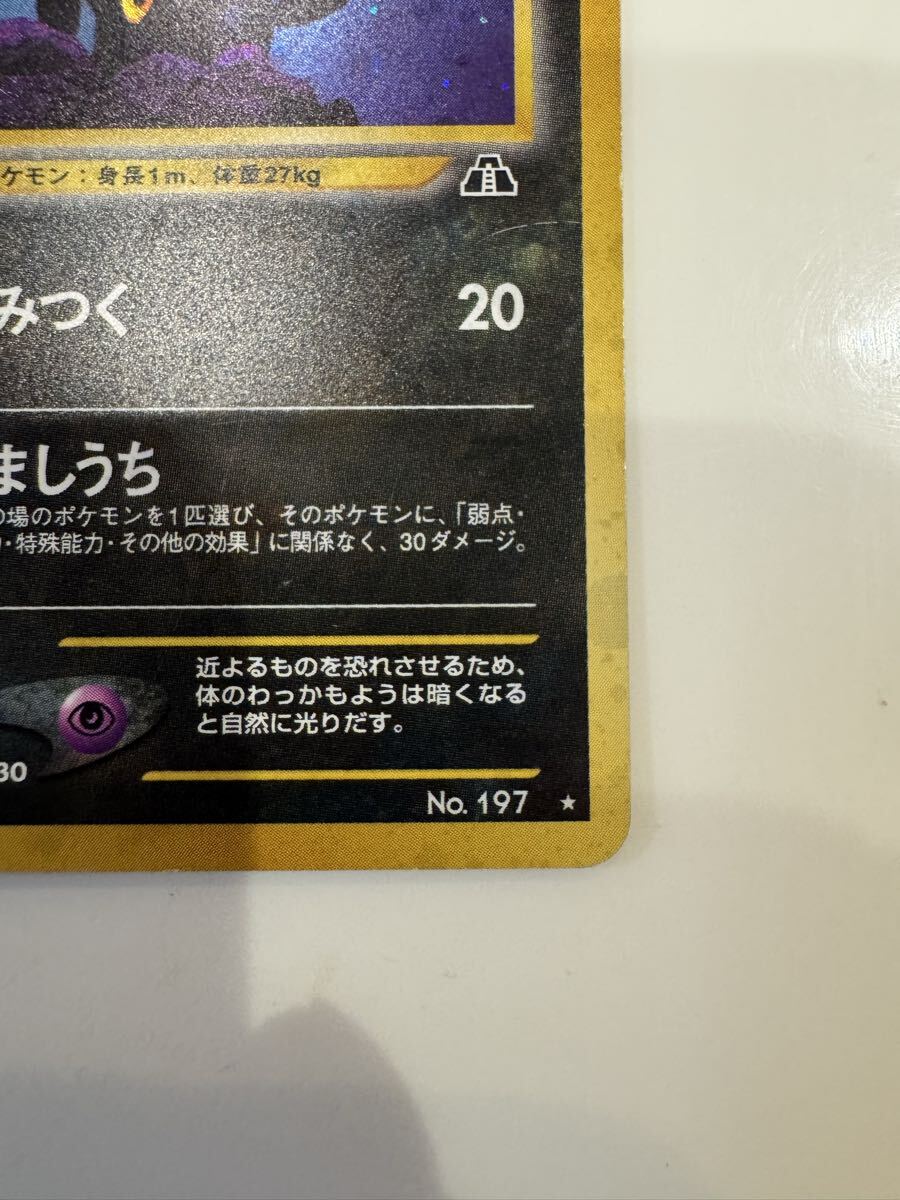 ケモン：身長1m、体重27kg
みつく 20
ましうち
の場のポケモンを1匹選び、そのポケモンに、「弱点・
・特殊能力・その他の効果」に関係なく、30ダメージ。
近よるものを恐れさせるため、
体のわっかもようは暗くなる
と自然に光りだす。
30
No. 197 ★